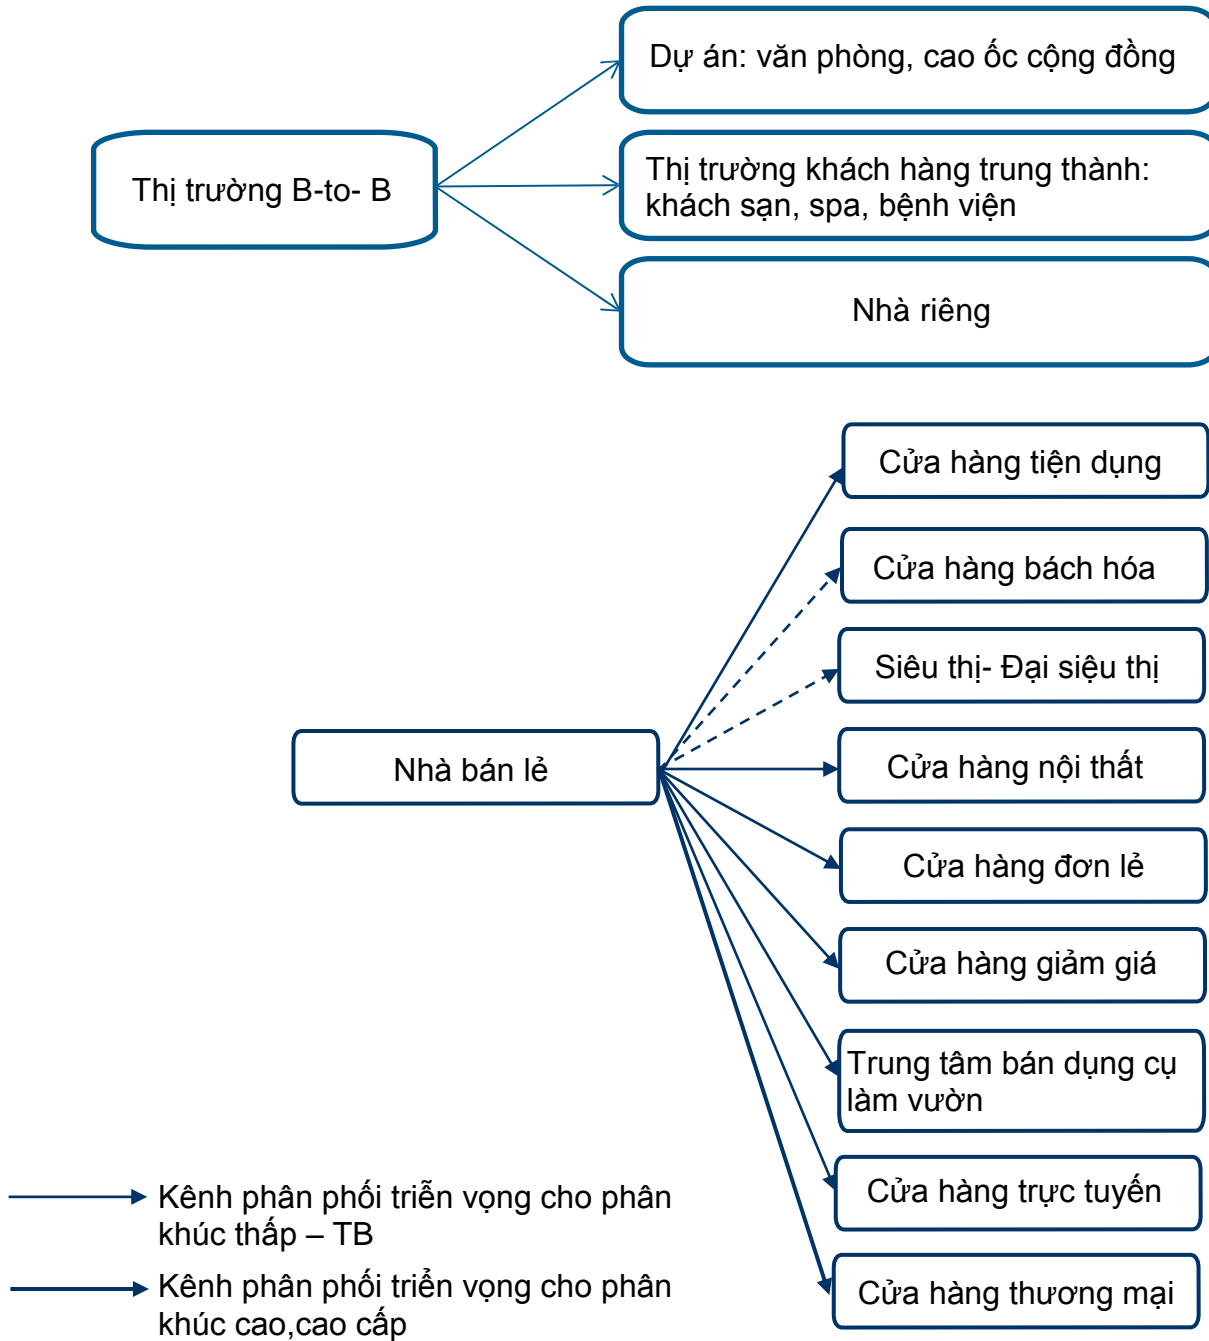 Dự án: văn phòng, cao ốc cộng đồng
Thị trường B-to- B
Thị trường khách hàng trung thành:
khách sạn, spa, bệnh viện
Nhà riêng
Cửa hàng tiện dụng
Cửa hàng bách hóa
Siêu thị- Đại siệu thị
Nhà bán lẻ
Cửa hàng nội thất
Cửa hàng đơn lẻ
Cửa hàng giảm giá
Trung tâm bán dụng cụ
làm vườn
Cửa hàng trực tuyến
Cửa hàng thương mại
Kênh phân phối triễn vọng cho phân
khúc thấp – TB
Kênh phân phối triển vọng cho phân
khúc cao,cao cấp